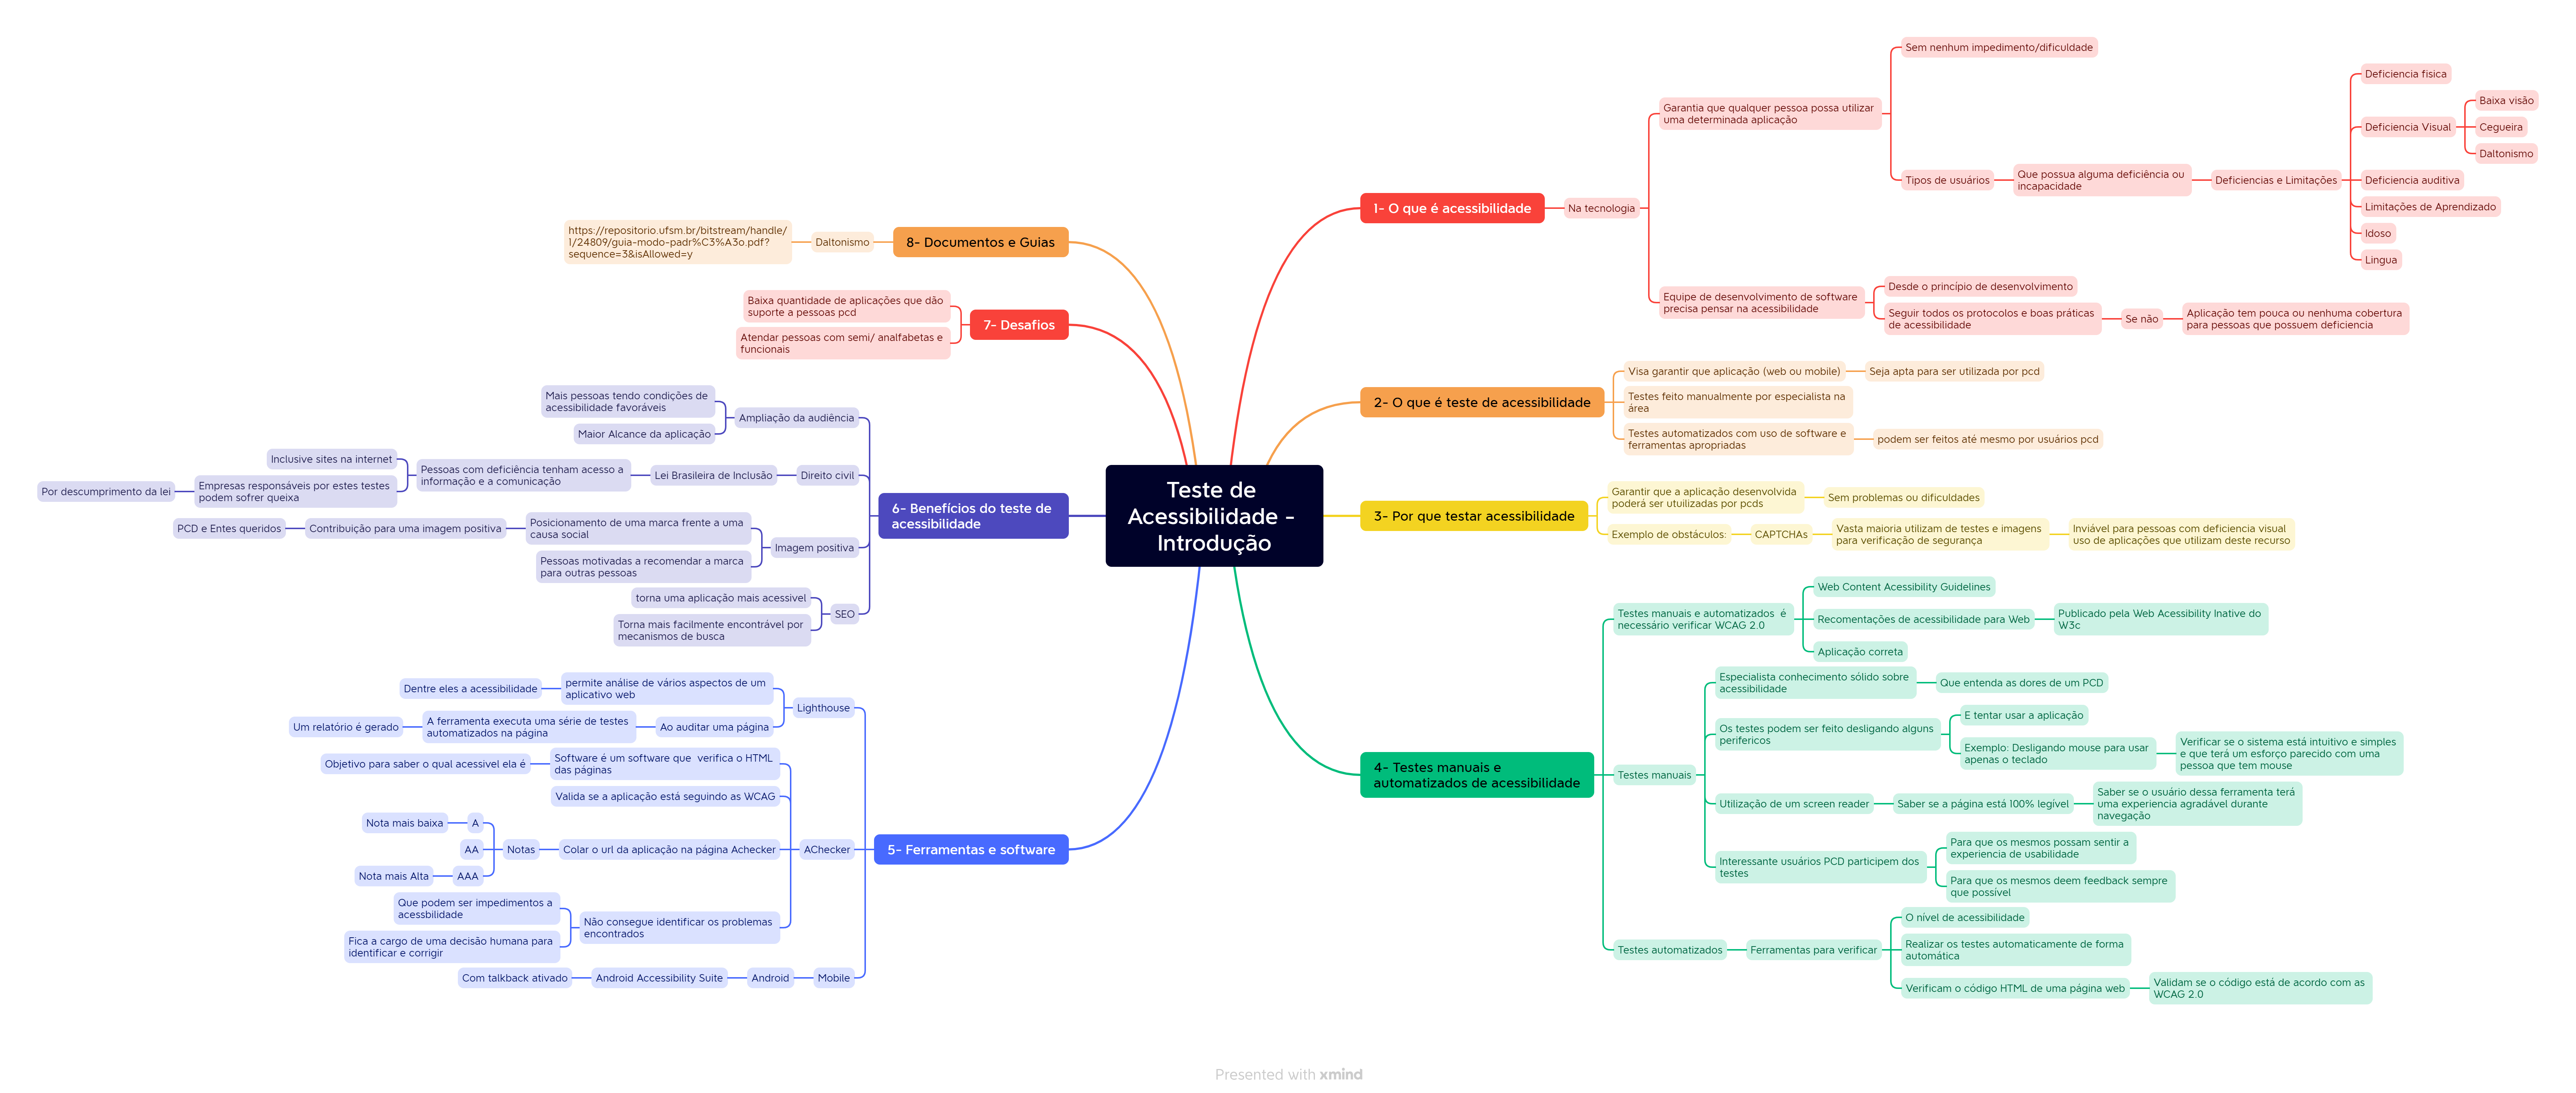 Teste de
Acessibilidade -
Introdução
1- O que é acessibilidade
Na tecnologia
Garantia que qualquer pessoa possa utilizar
uma determinada aplicação
Sem nenhum impedimento/dificuldade
Tipos de usuários
Que possua alguma deficiência ou
incapacidade
Deficiencias e Limitações
Deficiencia fisica
Deficiencia Visual
Baixa visão
Cegueira
Daltonismo
Deficiencia auditiva
Limitações de Aprendizado
Idoso
Lingua
Equipe de desenvolvimento de software
precisa pensar na acessibilidade
Desde o princípio de desenvolvimento
Seguir todos os protocolos e boas práticas
de acessibilidade
Se não
Aplicação tem pouca ou nenhuma cobertura
para pessoas que possuem deficiencia
2- O que é teste de acessibilidade
Visa garantir que aplicação (web ou mobile)
Seja apta para ser utilizada por pcd
Testes feito manualmente por especialista na
área
Testes automatizados com uso de software e
ferramentas apropriadas
podem ser feitos até mesmo por usuários pcd
3- Por que testar acessibilidade
Garantir que a aplicação desenvolvida
poderá ser utuilizadas por pcds
Sem problemas ou dificuldades
Exemplo de obstáculos:
CAPTCHAs
Vasta maioria utilizam de testes e imagens
para verificação de segurança
Inviável para pessoas com deficiencia visual
uso de aplicações que utilizam deste recurso
4- Testes manuais e
automatizados de acessibilidade
Testes manuais e automatizados  é
necessário verificar WCAG 2.0
Web Content Acessibility Guidelines
Recomentações de acessibilidade para Web
Publicado pela Web Acessibility Inative do
W3c
Aplicação correta
Testes manuais
Especialista conhecimento sólido sobre
acessibilidade
Que entenda as dores de um PCD
Os testes podem ser feito desligando alguns
perifericos
E tentar usar a aplicação
Exemplo: Desligando mouse para usar
apenas o teclado
Verificar se o sistema está intuitivo e simples
e que terá um esforço parecido com uma
pessoa que tem mouse
Utilização de um screen reader
Saber se a página está 100% legível
Saber se o usuário dessa ferramenta terá
uma experiencia agradável durante
navegação
Interessante usuários PCD participem dos
testes
Para que os mesmos possam sentir a
experiencia de usabilidade
Para que os mesmos deem feedback sempre
que possível
Testes automatizados
Ferramentas para verificar
O nível de acessibilidade
Realizar os testes automaticamente de forma
automática
Verificam o código HTML de uma página web
Validam se o código está de acordo com as
WCAG 2.0
5- Ferramentas e software
Lighthouse
permite análise de vários aspectos de um
aplicativo web
Dentre eles a acessibilidade
Ao auditar uma página
A ferramenta executa uma série de testes
automatizados na página
Um relatório é gerado
AChecker
Software é um software que  verifica o HTML
das páginas
Objetivo para saber o qual acessivel ela é
Valida se a aplicação está seguindo as WCAG
Colar o url da aplicação na página Achecker
Notas
A
Nota mais baixa
AA
AAA
Nota mais Alta
Não consegue identificar os problemas
encontrados
Que podem ser impedimentos a
acessbilidade
Fica a cargo de uma decisão humana para
identificar e corrigir
Mobile
Android
Android Accessibility Suite
Com talkback ativado
6- Benefícios do teste de
acessibilidade
Ampliação da audiência
Mais pessoas tendo condições de
acessibilidade favoráveis
Maior Alcance da aplicação
Direito civil
Lei Brasileira de Inclusão
Pessoas com deficiência tenham acesso a
informação e a comunicação
Inclusive sites na internet
Empresas responsáveis por estes testes
podem sofrer queixa
Por descumprimento da lei
Imagem positiva
Posicionamento de uma marca frente a uma
causa social
Contribuição para uma imagem positiva
PCD e Entes queridos
Pessoas motivadas a recomendar a marca
para outras pessoas
SEO
torna uma aplicação mais acessivel
Torna mais facilmente encontrável por
mecanismos de busca
7- Desafios
Baixa quantidade de aplicações que dão
suporte a pessoas pcd
Atendar pessoas com semi/ analfabetas e
funcionais
8- Documentos e Guias
Daltonismo
https://repositorio.ufsm.br/bitstream/handle/
1/24809/guia-modo-padr%C3%A3o.pdf?
sequence=3&isAllowed=y
Presented with xmind